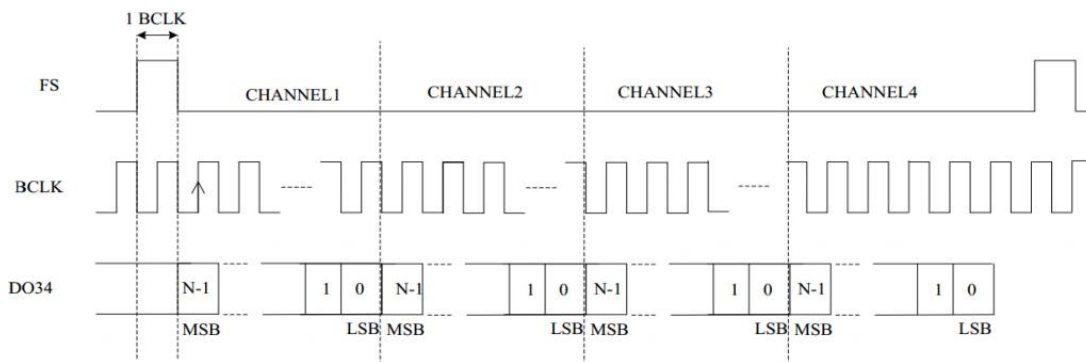 1 BCLK
FS
CHANNEL1 CHANNEL2 CHANNEL3 CHANNEL4
BCLK
DO34
N-1 1 0 N-1 1 0 N-1 1 0 N-1 1 0
MSB LSB MSB LSB MSB LSB MSB LSB